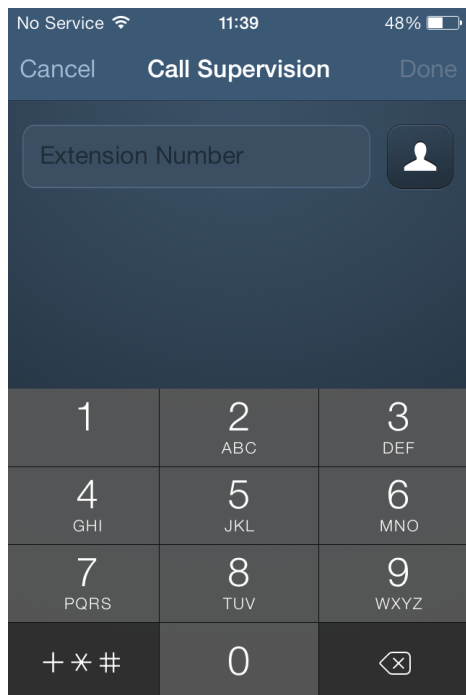 No Service 11:39 48%
Cancel Call Supervision Done
Extension Number
1 2 3
ABC DEF
4 5 6
GHI JKL MNO
7 8 9
PQRS TUV WXYZ
+*# 0